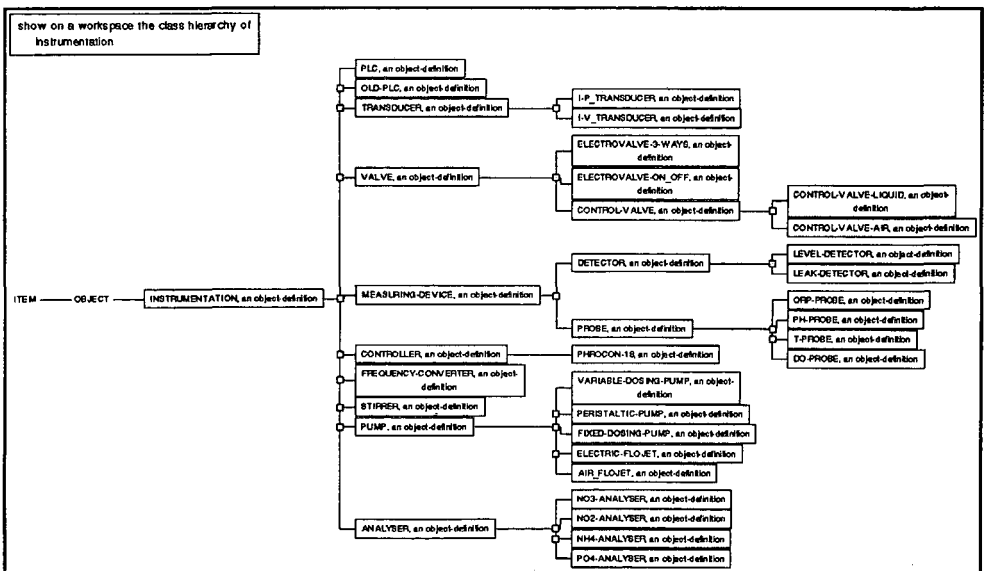 show on a workspace the class hierarchy of
instrumentation
PLC, an object-definition
OLD-PLC, an object-definition
TRANSDUCER, an object-definition
I-P_TRANSDUCER, an object-definition
I-V_TRANSDUCER, an object-definition
ELECTROVALVE-3-WAYS, an object-
definition
VALVE, an object-definition
ELECTROVALVE-ON_OFF, an object-
definition
CONTROL-VALVE, an object-definition
CONTROL-VALVE-LIQUID, an object-
definition
CONTROL-VALVE-AIR, an object-definition
DETECTOR, an object-definition
LEVEL-DETECTOR, an object-definition
LEAK-DETECTOR, an object-definition
ITEM
OBJECT
INSTRUMENTATION, an object-definition
MEASURING-DEVICE, an object-definition
PROBE, an object-definition
ORP-PROBE, an object-definition
PH-PROBE, an object-definition
T-PROBE, an object-definition
DO-PROBE, an object-definition
CONTROLLER, an object-definition
PHROCON-18, an object-definition
FREQUENCY-CONVERTER, an object-
definition
STIRRER, an object-definition
PUMP, an object-definition
VARIABLE-DOSING-PUMP, an object-
definition
PERISTALTIC-PUMP, an object-definition
FIXED-DOSING-PUMP, an object-definition
ELECTRIC-FLOJET, an object-definition
AIR_FLOJET, an object-definition
ANALYSER, an object-definition
NO3-ANALYSER, an object-definition
NO2-ANALYSER, an object-definition
NH4-ANALYSER, an object-definition
PO4-ANALYSER, an object-definition